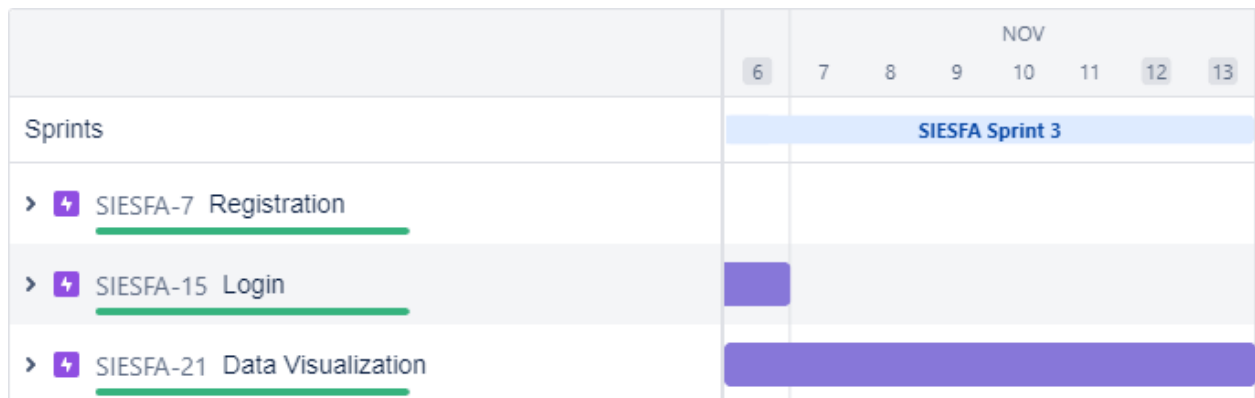 NOV
6 7 8 9 10 11 12 13
Sprints SIESFA Sprint 3
SIESFA-7 Registration
SIESFA-15 Login
SIESFA-21 Data Visualization